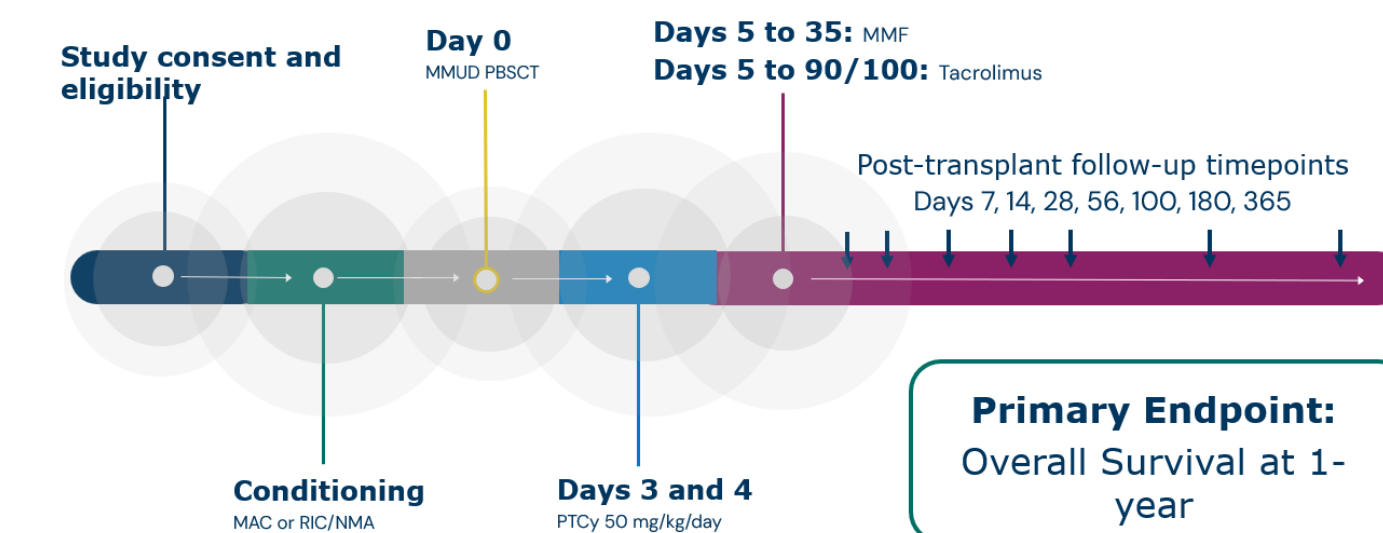 Study consent and
eligibility
Day 0
MMUD PBSCT
Days 5 to 35: MMF
Days 5 to 90/100: Tacrolimus
Post-transplant follow-up timepoints
Days 7, 14, 28, 56, 100, 180, 365
Conditioning
MAC or RIC/NMA
Days 3 and 4
PTCy 50 mg/kg/day
Primary Endpoint:
Overall Survival at 1-
year